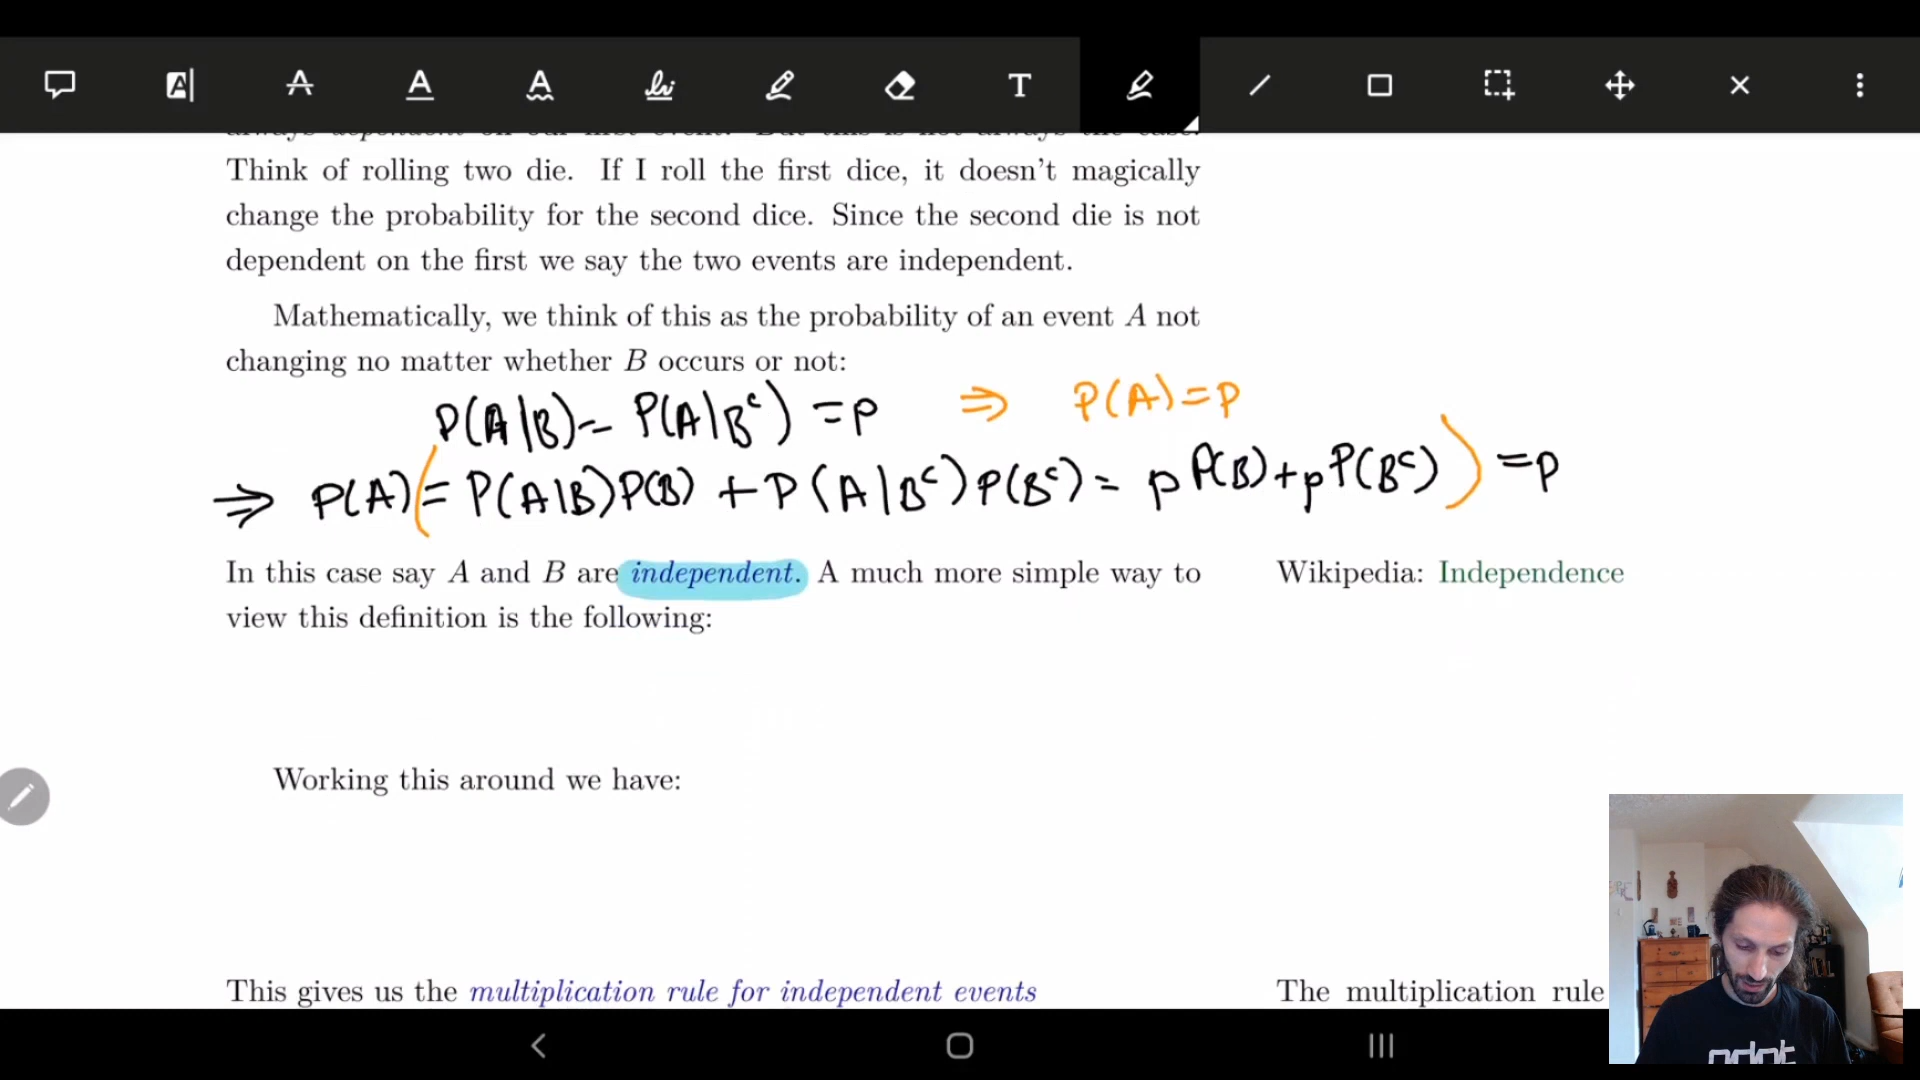 Think of rolling two die. If I roll the first dice, it doesn't magically
change the probability for the second dice. Since the second die is not
dependent on the first we say the two events are independent.
Mathematically, we think of this as the probability of an event A not
changing no matter whether B occurs or not:
P(A|B) = P(A|Bᶜ) = p ⇒ P(A) = p
⇒ P(A) (= P(A|B)P(B) + P(A|Bᶜ)P(Bᶜ) = p P(B) + p P(Bᶜ)) = p
In this case say A and B are independent. A much more simple way to
view this definition is the following:
Wikipedia: Independence
Working this around we have:
This gives us the multiplication rule for independent events
The multiplication rule